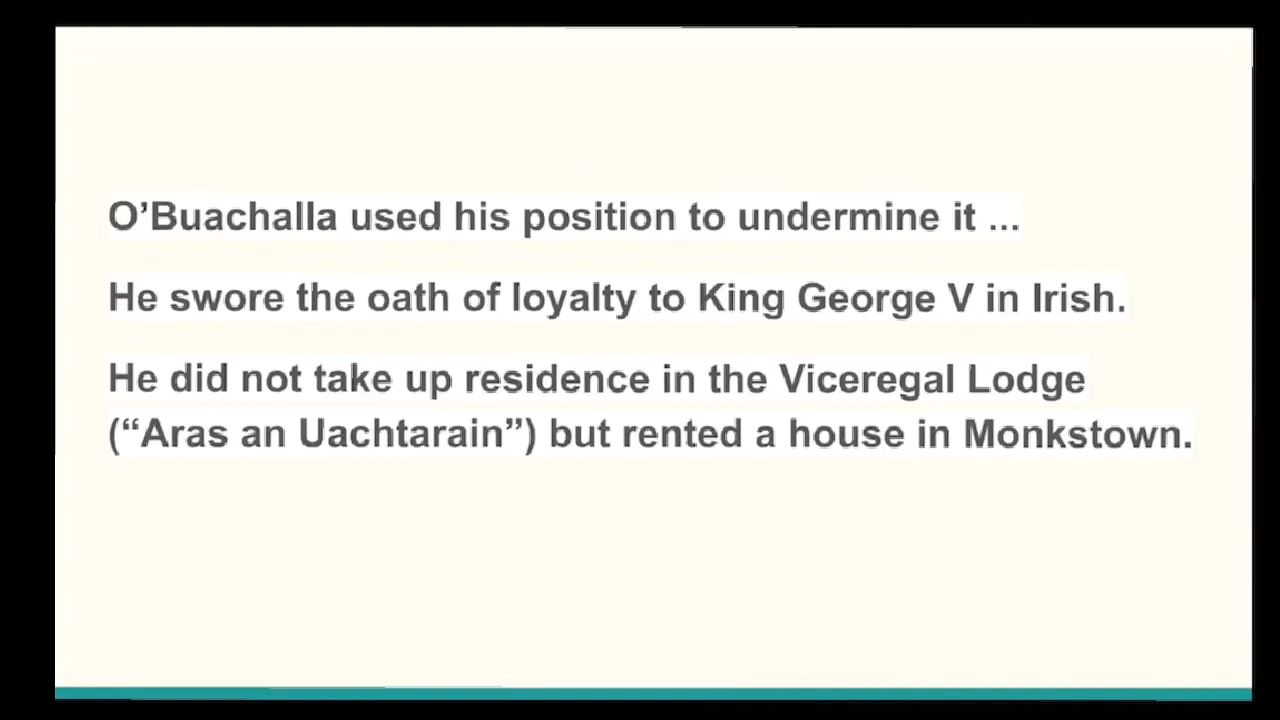 O’Buachalla used his position to undermine it ...
He swore the oath of loyalty to King George V in Irish.
He did not take up residence in the Viceregal Lodge
(“Aras an Uachtarain”) but rented a house in Monkstown.